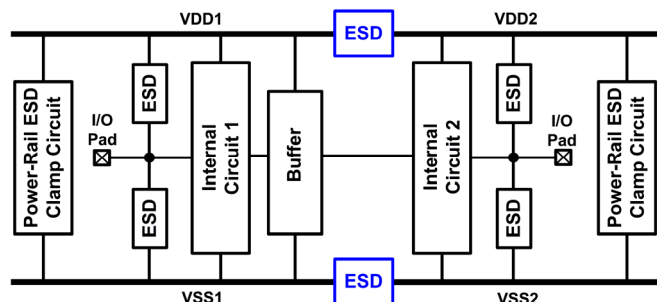 VDD1
ESD
VDD2
Power-Rail ESD
Clamp Circuit
I/O
Pad
ESD
ESD
Internal
Circuit 1
Buffer
Internal
Circuit 2
ESD
ESD
I/O
Pad
Power-Rail ESD
Clamp Circuit
VSS1
ESD
VSS2